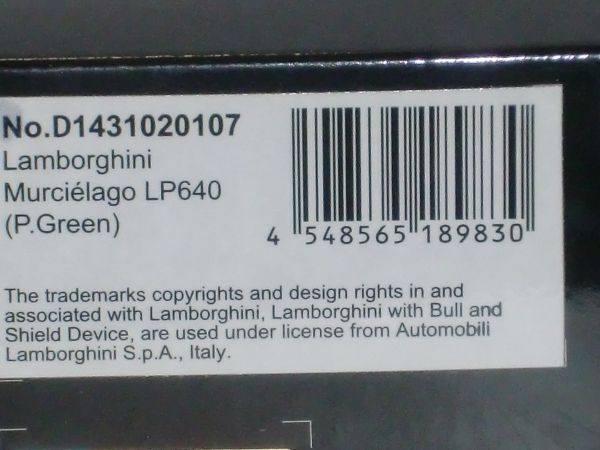 No.D1431020107
Lamborghini
Murciélago LP640
(P.Green)
4 548565 189830
The trademarks copyrights and design rights in and
associated with Lamborghini, Lamborghini with Bull and
Shield Device, are used under license from Automobili
Lamborghini S.p.A., Italy.